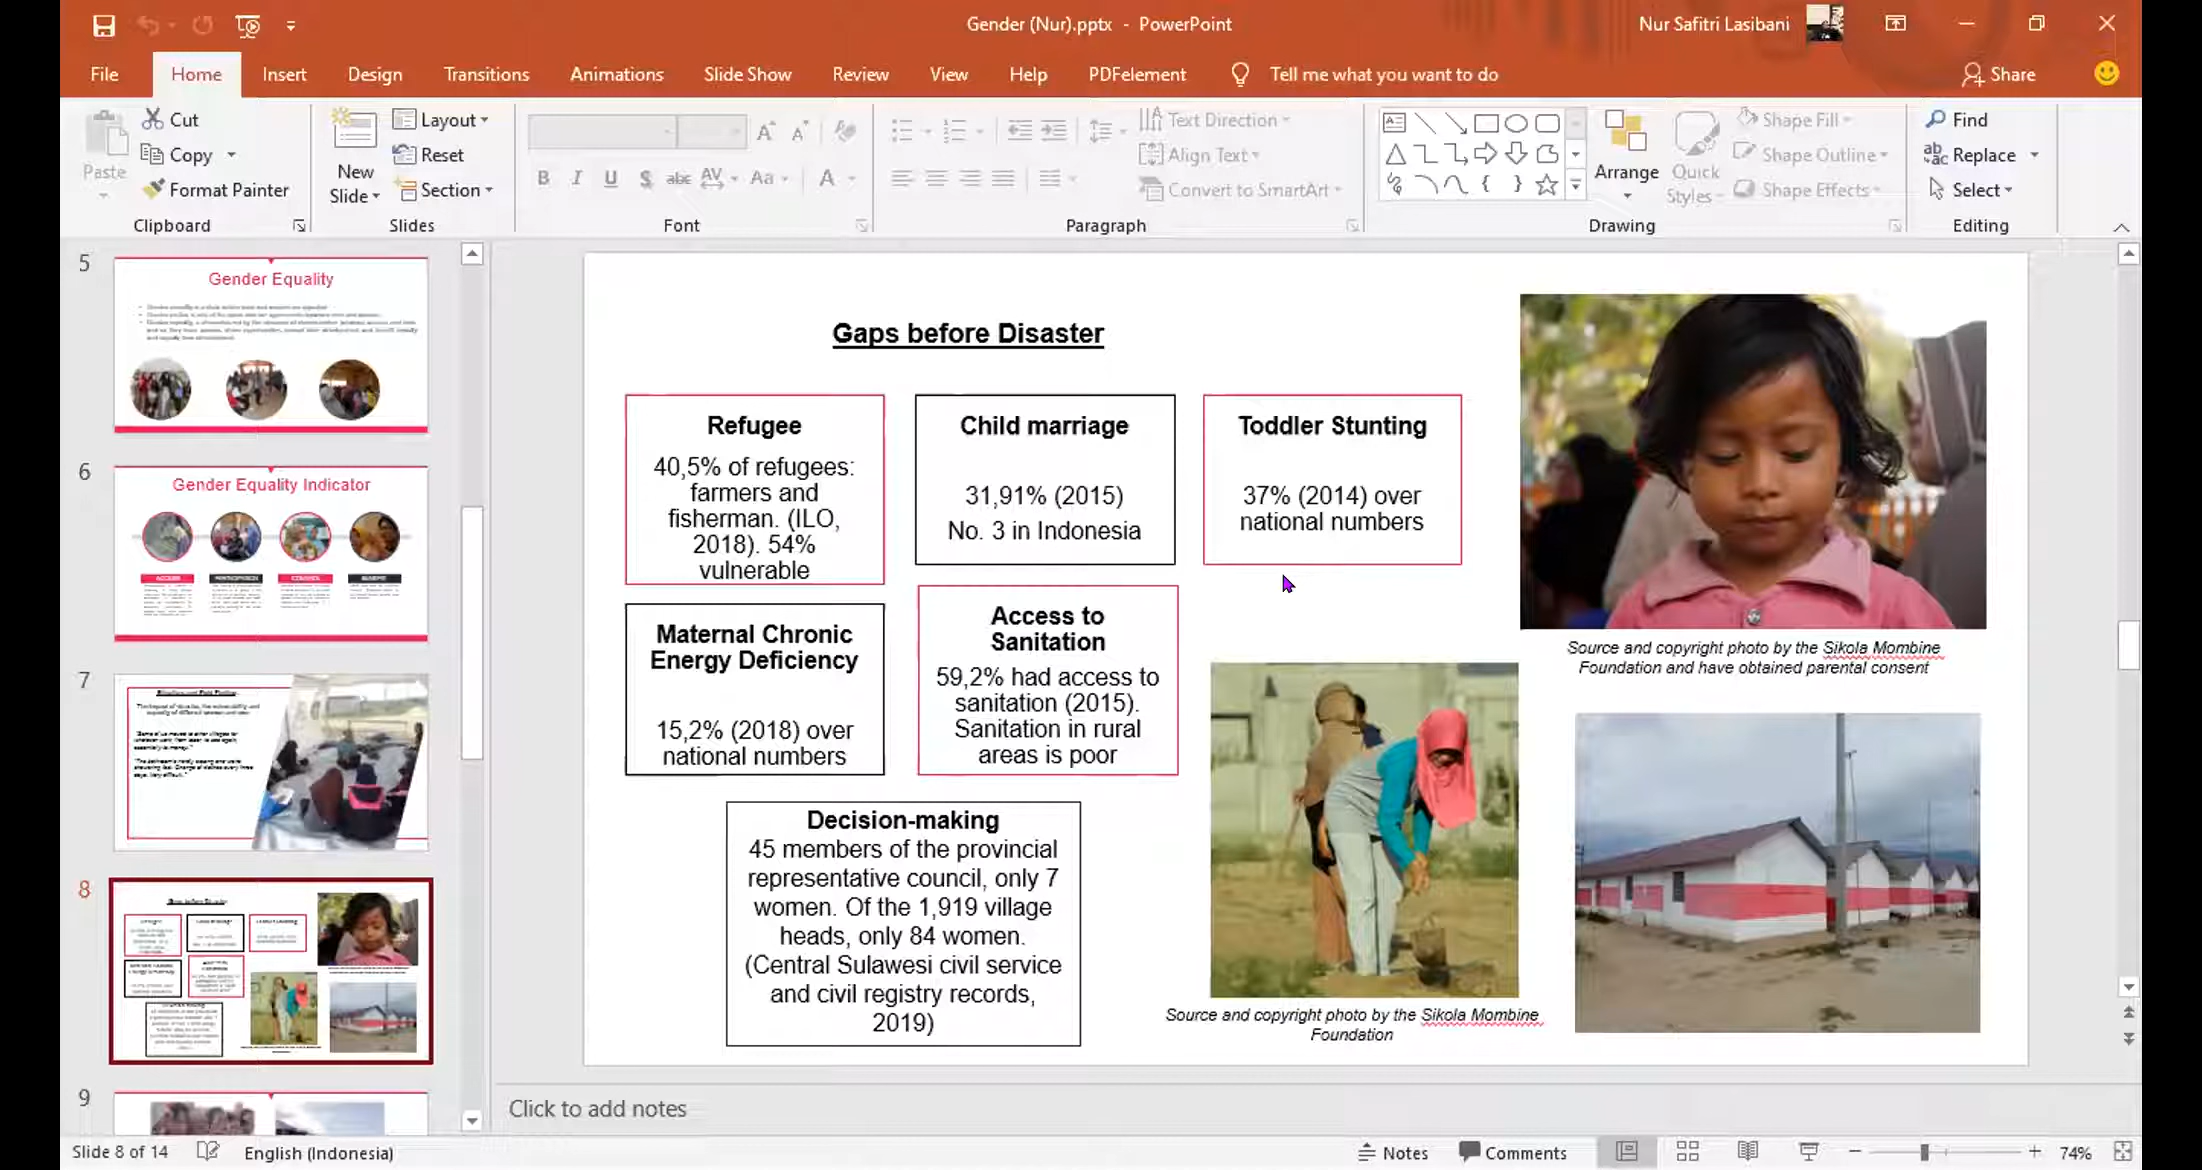 Gender (Nur).pptx - PowerPoint
Nur Safitri Lasibani
File Home Insert Design Transitions Animations Slide Show Review View Help PDFelement Tell me what you want to do Share
Paste
Cut
Copy
Format Painter
Clipboard
New
Slide
Layout
Reset
Section
Slides
B I U S abc AV Aa A
Font
Text Direction
Align Text
Convert to SmartArt
Paragraph
Arrange
Quick
Styles
Shape Fill
Shape Outline
Shape Effects
Drawing
Find
Replace
Select
Editing
5
Gender Equality
6
Gender Equality Indicator
7
8
9
Gaps before Disaster
Refugee
40,5% of refugees:
farmers and
fisherman. (ILO,
2018). 54%
vulnerable
Child marriage
31,91% (2015)
No. 3 in Indonesia
Toddler Stunting
37% (2014) over
national numbers
Maternal Chronic
Energy Deficiency
15,2% (2018) over
national numbers
Access to
Sanitation
59,2% had access to
sanitation (2015).
Sanitation in rural
areas is poor
Decision-making
45 members of the provincial
representative council, only 7
women. Of the 1,919 village
heads, only 84 women.
(Central Sulawesi civil service
and civil registry records,
2019)
Source and copyright photo by the Sikola Mombine
Foundation and have obtained parental consent
Source and copyright photo by the Sikola Mombine
Foundation
Click to add notes
Slide 8 of 14 English (Indonesia) Notes Comments 74%